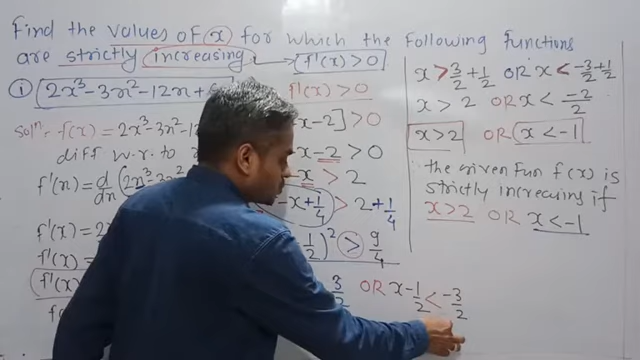 Find the values of x for which the following functions
are strictly increasing → f'(x) > 0
i) 2x³-3x²-12x+6
solⁿ:- f(x) = 2x³-3x²-12
diff w.r.to
f'(x) = d/dx (2x³-3x²-
f'(x) = 2
f'(x) =
f'(x)
f'(x) > 0
-x-2] > 0
-x-2 > 0
-x > 2
-x+1/4 > 2+1/4
1/2)² > 9/4
3/2 OR x-1/2 < -3/2
x > 3/2+1/2 OR x < -3/2+1/2
x > 2 OR x < -2/2
x > 2 OR x < -1
∴ the given Fun f(x) is
strictly increasing if
x > 2 OR x < -1